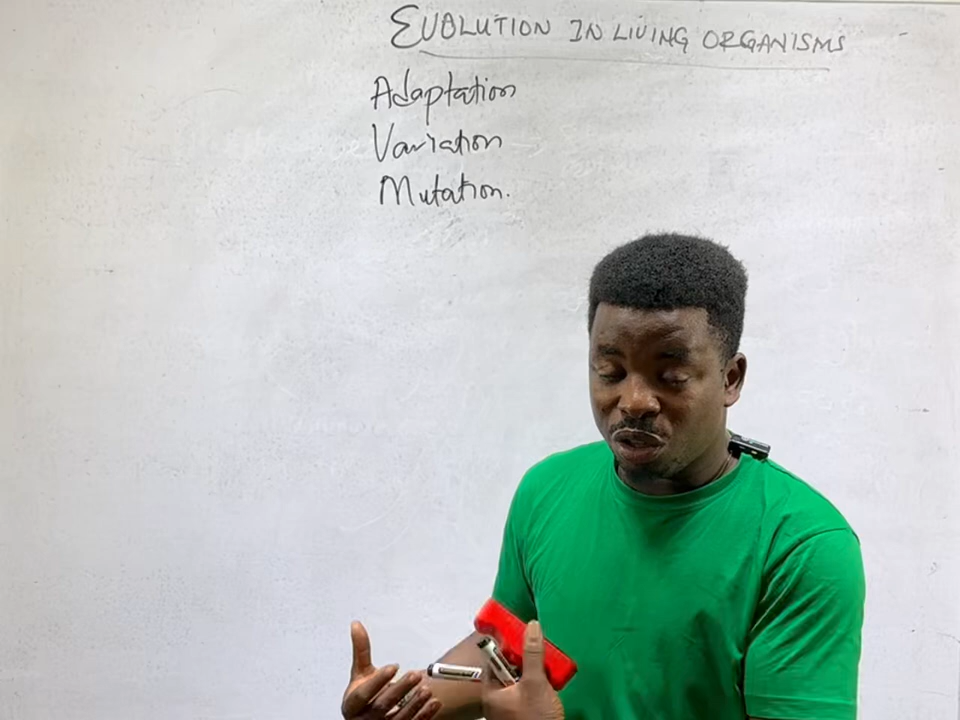 EVOLUTION IN LIVING ORGANISMS
Adaptation
Variation
Mutation.